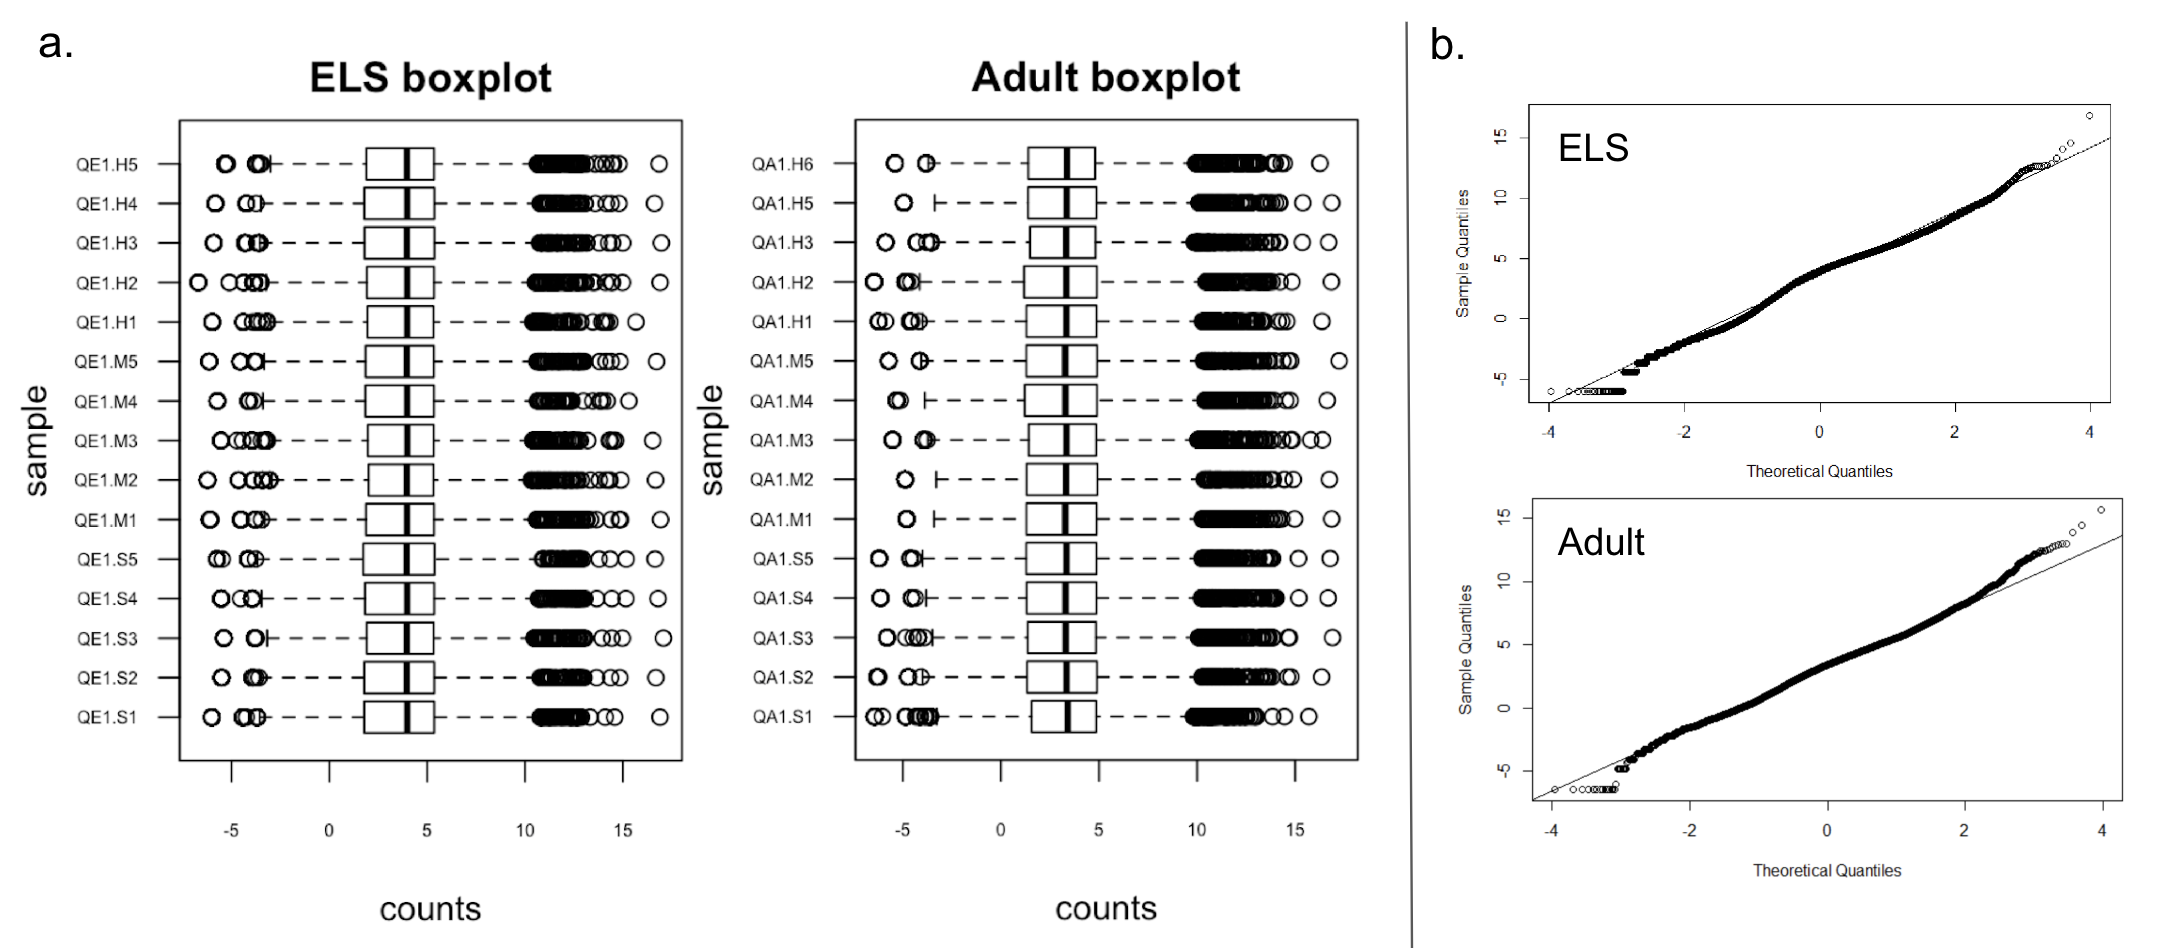 a.
ELS boxplot
sample
QE1.H5
QE1.H4
QE1.H3
QE1.H2
QE1.H1
QE1.M5
QE1.M4
QE1.M3
QE1.M2
QE1.M1
QE1.S5
QE1.S4
QE1.S3
QE1.S2
QE1.S1
-5 0 5 10 15
counts
Adult boxplot
sample
QA1.H6
QA1.H5
QA1.H3
QA1.H2
QA1.H1
QA1.M5
QA1.M4
QA1.M3
QA1.M2
QA1.M1
QA1.S5
QA1.S4
QA1.S3
QA1.S2
QA1.S1
-5 0 5 10 15
counts
b.
ELS
Sample Quantiles
15
10
5
0
-5
-4 -2 0 2 4
Theoretical Quantiles
Adult
Sample Quantiles
15
10
5
0
-5
-4 -2 0 2 4
Theoretical Quantiles